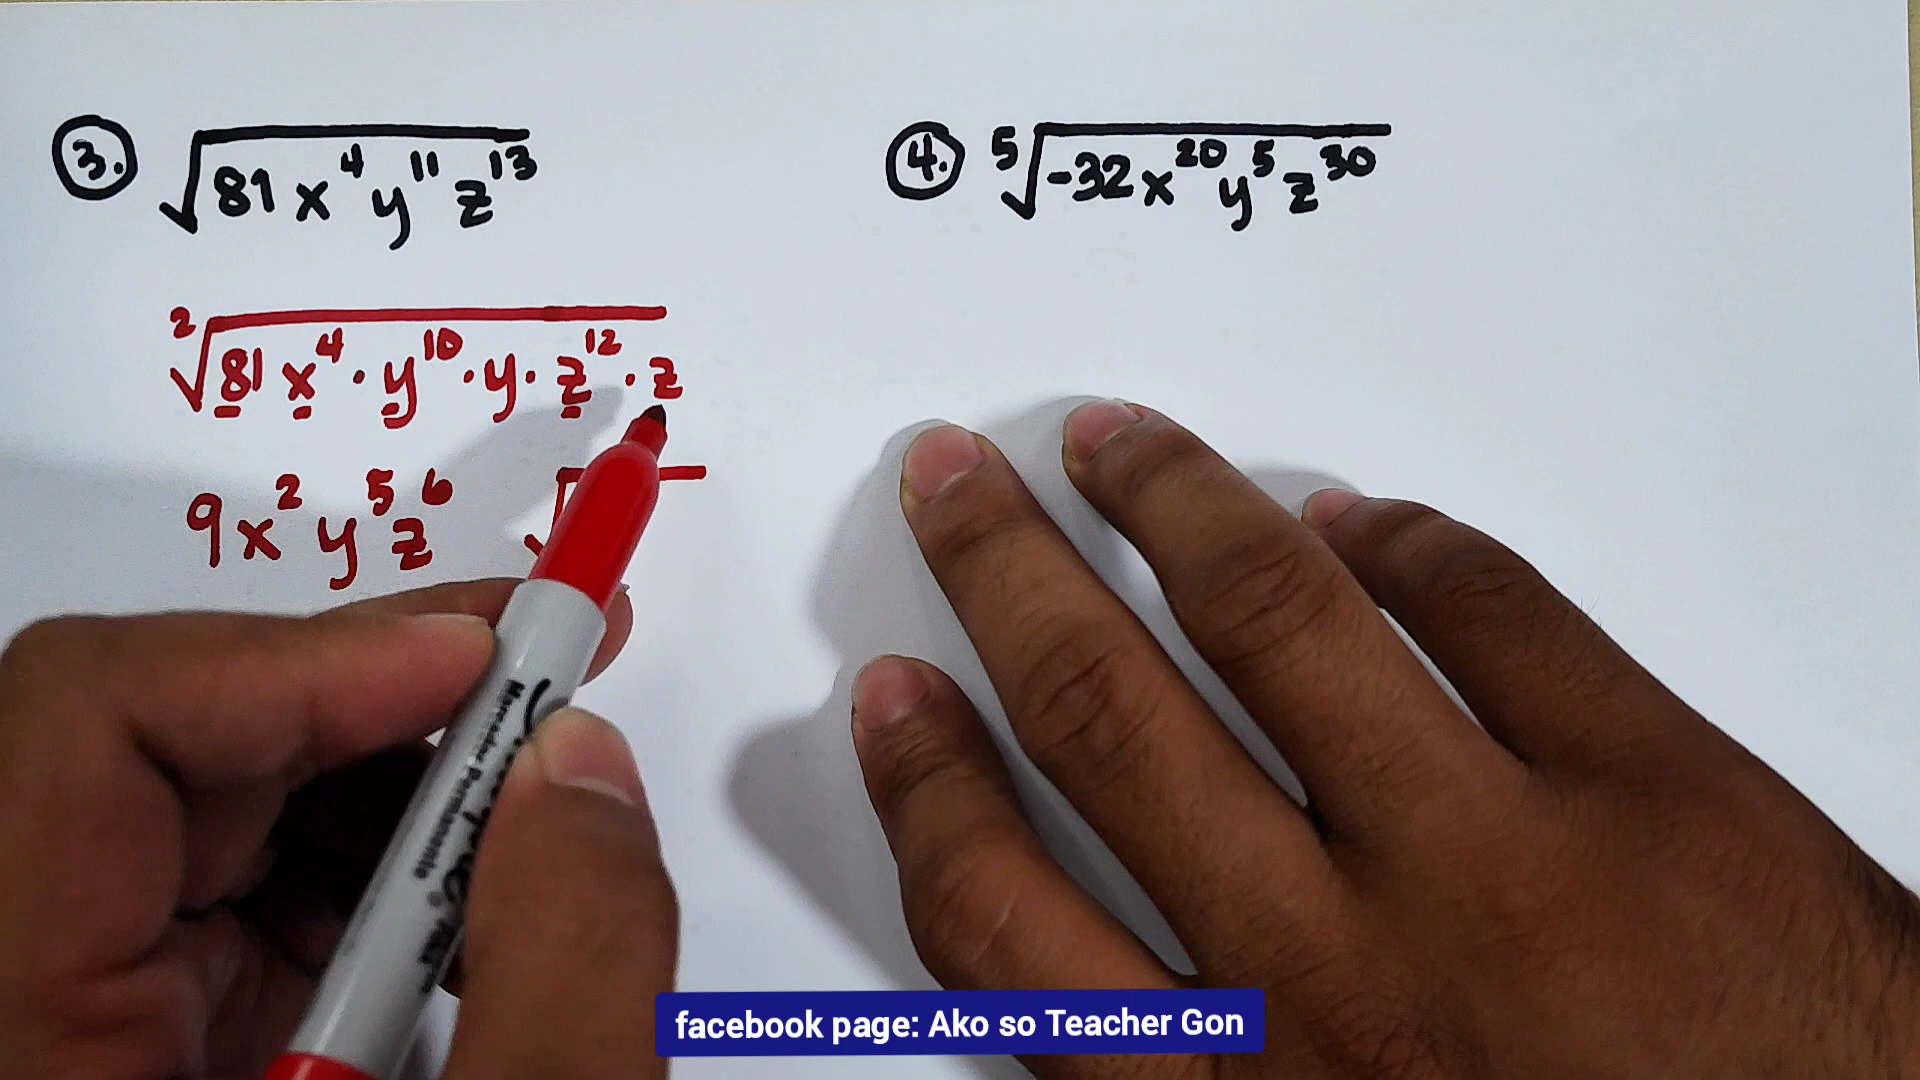 3. √81x⁴y¹¹z¹³
4. ⁵√-32x²⁰y⁵z³⁰
²√81x⁴·y¹⁰·y·z¹²·z
9x²y⁵z⁶ √
facebook page: Ako so Teacher Gon